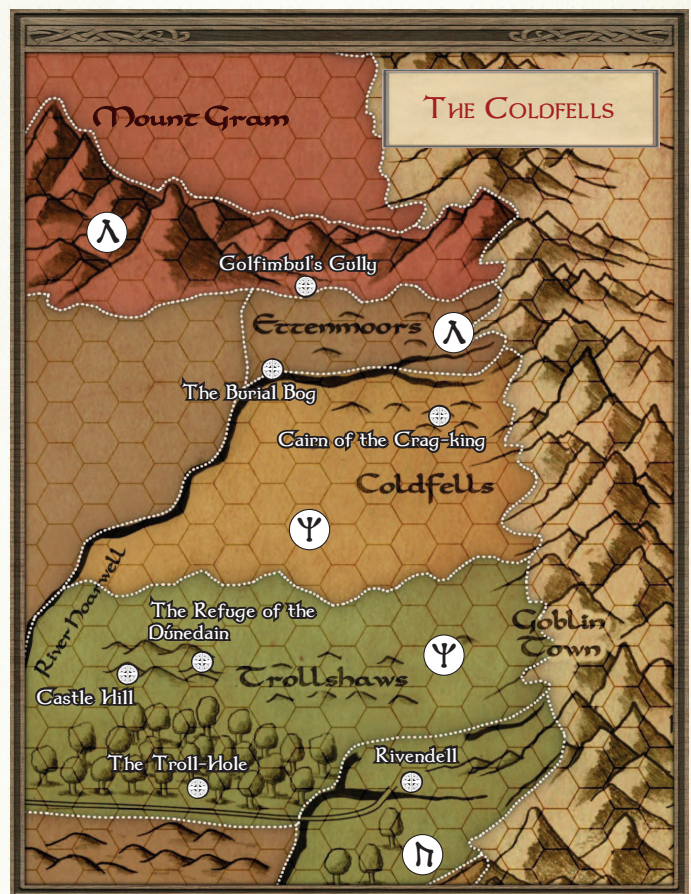 The Coldfells
Mount Gram
Golfimbul's Gully
Ettenmoors
The Burial Bog
Cairn of the Crag-king
Coldfells
River Hoarwell
The Refuge of the
Dúnedain
Goblin
Town
Trollshaws
Castle Hill
Rivendell
The Troll-Hole